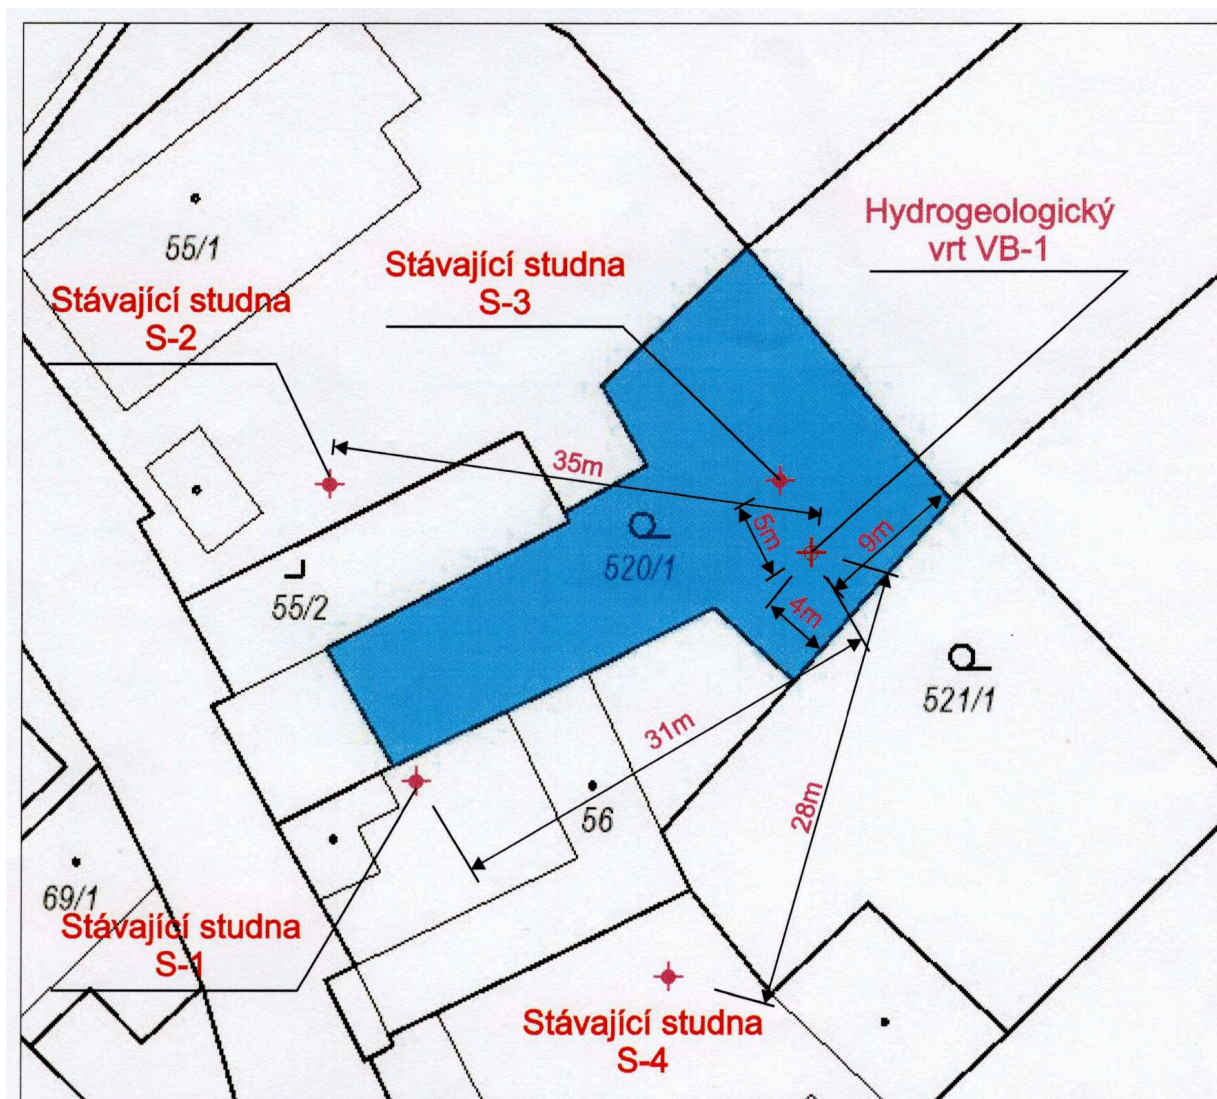 Hydrogeologický
vrt VB-1
55/1
Stávající studna
S-3
Stávající studna
S-2
35m
5m
9m
520/1
55/2
4m
521/1
31m
28m
56
69/1
Stávající studna
S-1
Stávající studna
S-4